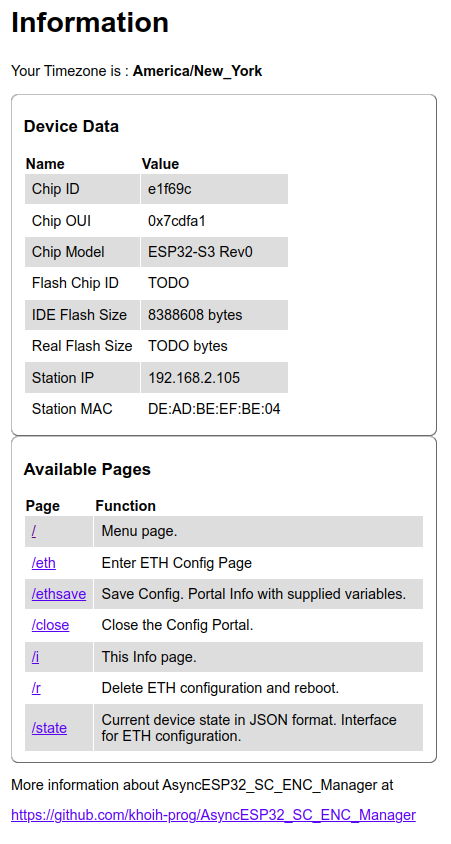 Information
Your Timezone is : America/New_York
Device Data
Name Value
Chip ID e1f69c
Chip OUI 0x7cdfa1
Chip Model ESP32-S3 Rev0
Flash Chip ID TODO
IDE Flash Size 8388608 bytes
Real Flash Size TODO bytes
Station IP 192.168.2.105
Station MAC DE:AD:BE:EF:BE:04
Available Pages
Page Function
/ Menu page.
/eth Enter ETH Config Page
/ethsave Save Config. Portal Info with supplied variables.
/close Close the Config Portal.
/i This Info page.
/r Delete ETH configuration and reboot.
/state Current device state in JSON format. Interface
for ETH configuration.
More information about AsyncESP32_SC_ENC_Manager at
https://github.com/khoih-prog/AsyncESP32_SC_ENC_Manager